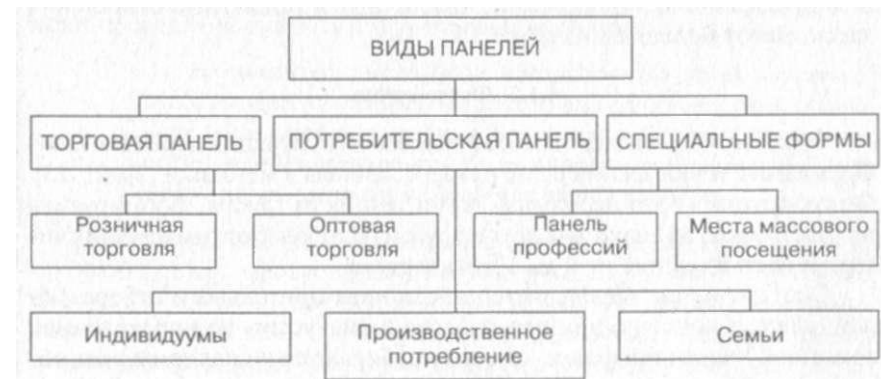 ВИДЫ ПАНЕЛЕЙ
ТОРГОВАЯ ПАНЕЛЬ
ПОТРЕБИТЕЛЬСКАЯ ПАНЕЛЬ
СПЕЦИАЛЬНЫЕ ФОРМЫ
Розничная
торговля
Оптовая
торговля
Панель
профессий
Места массового
посещения
Индивидуумы
Производственное
потребление
Семьи